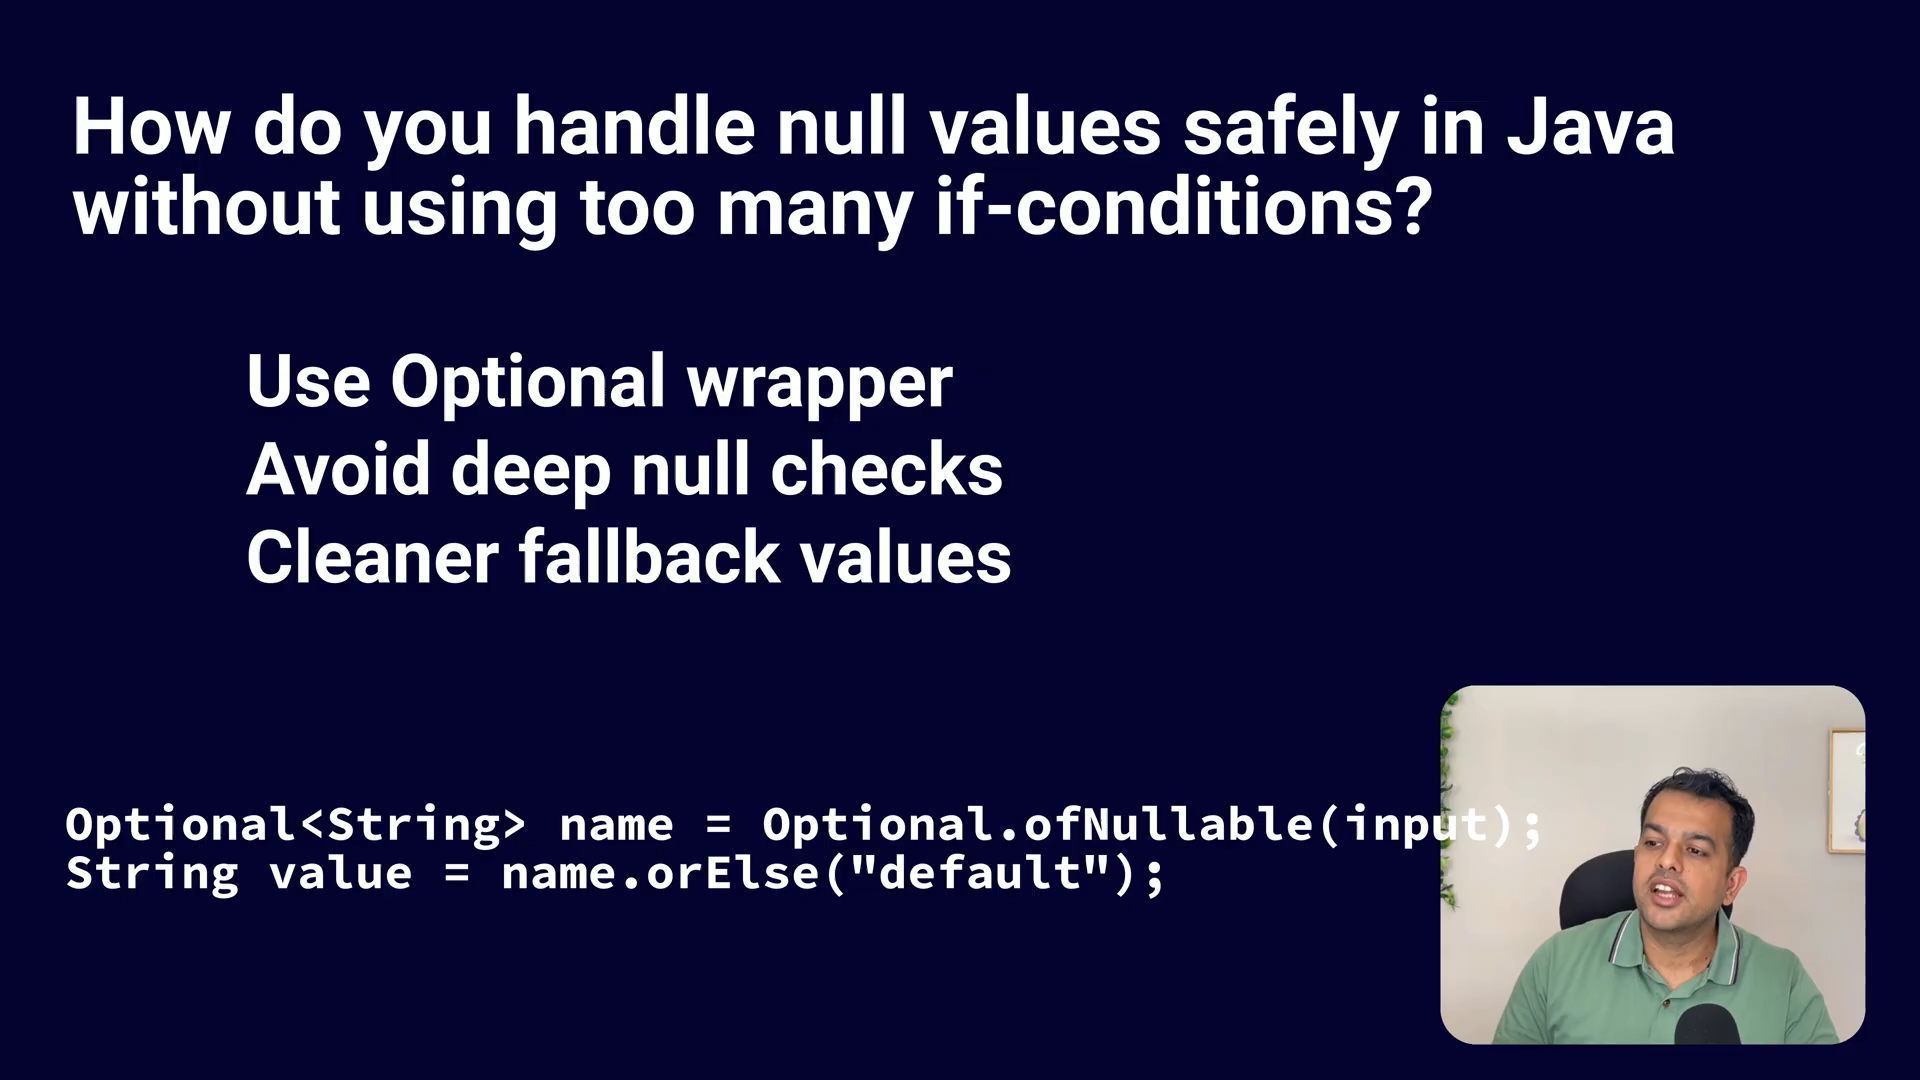 How do you handle null values safely in Java
without using too many if-conditions?
Use Optional wrapper
Avoid deep null checks
Cleaner fallback values
Optional<String> name = Optional.ofNullable(input);
String value = name.orElse("default");